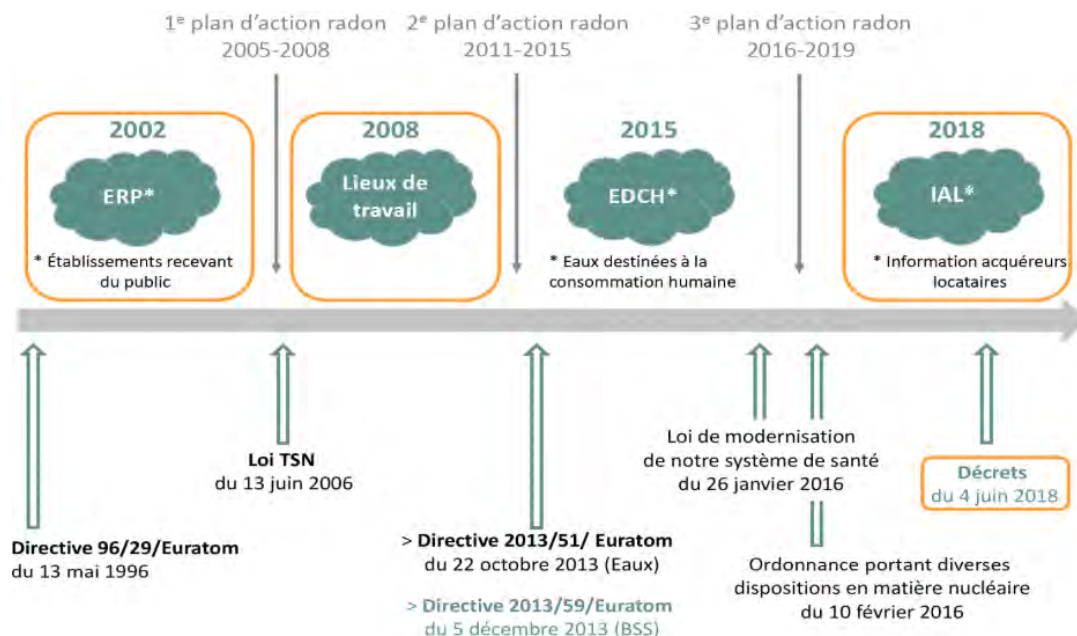 1e plan d'action radon
2005-2008
2e plan d'action radon
2011-2015
3e plan d'action radon
2016-2019
2002
ERP*
* Établissements recevant
du public
2008
Lieux de
travail
2015
EDCH*
* Eaux destinées à la
consommation humaine
2018
IAL*
* Information acquéreurs
locataires
Directive 96/29/Euratom
du 13 mai 1996
Loi TSN
du 13 juin 2006
> Directive 2013/51/ Euratom
du 22 octobre 2013 (Eaux)
> Directive 2013/59/Euratom
du 5 décembre 2013 (BSS)
Loi de modernisation
de notre système de santé
du 26 janvier 2016
Ordonnance portant diverses
dispositions en matière nucléaire
du 10 février 2016
Décrets
du 4 juin 2018